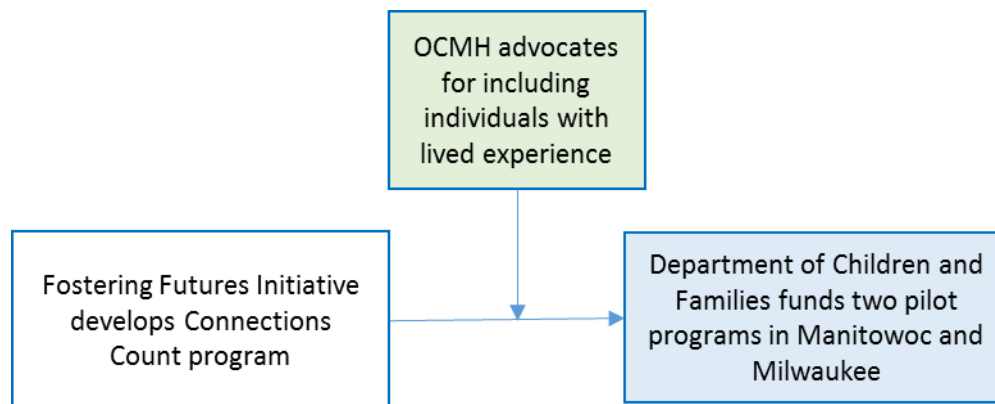 OCMH advocates
for including
individuals with
lived experience
Fostering Futures Initiative
develops Connections
Count program
Department of Children and
Families funds two pilot
programs in Manitowoc and
Milwaukee